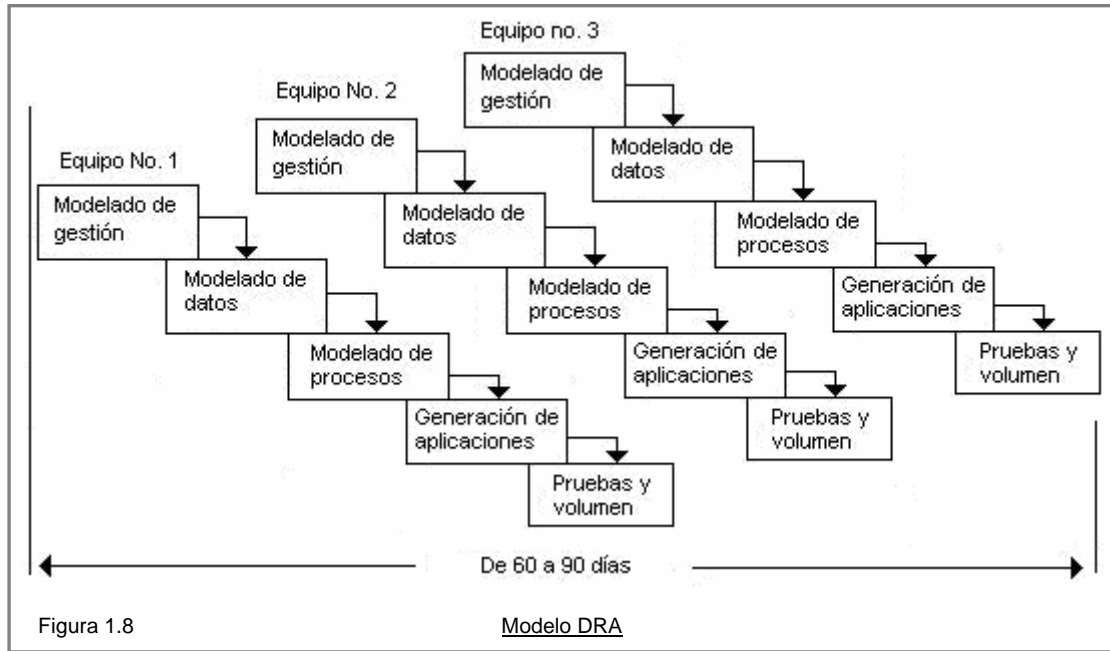 Equipo no. 3
Modelado de
gestión
Modelado de
datos
Modelado de
procesos
Generación de
aplicaciones
Pruebas y
volumen
Equipo No. 2
Modelado de
gestión
Modelado de
datos
Modelado de
procesos
Generación de
aplicaciones
Pruebas y
volumen
Equipo No. 1
Modelado de
gestión
Modelado de
datos
Modelado de
procesos
Generación de
aplicaciones
Pruebas y
volumen
De 60 a 90 días
Figura 1.8
Modelo DRA